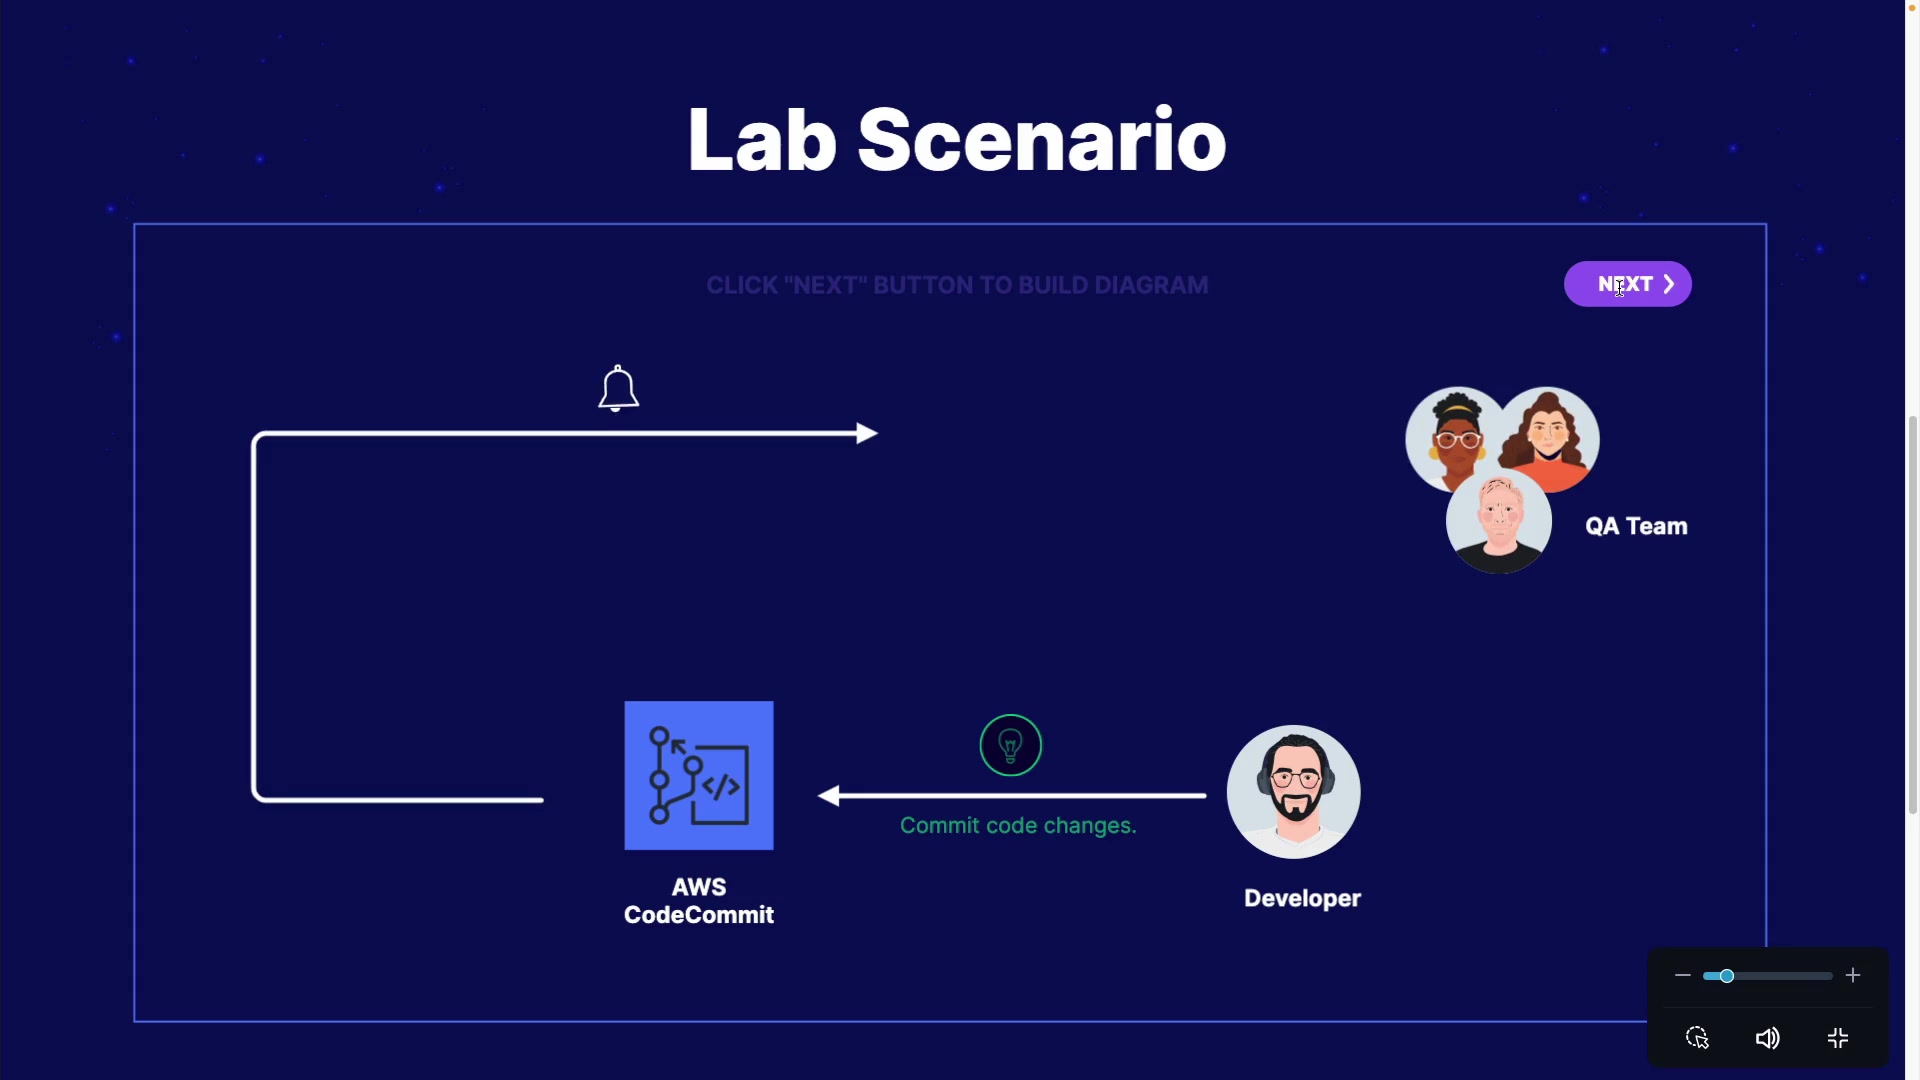 Lab Scenario
CLICK "NEXT" BUTTON TO BUILD DIAGRAM
NEXT
QA Team
Commit code changes.
AWS
CodeCommit
Developer